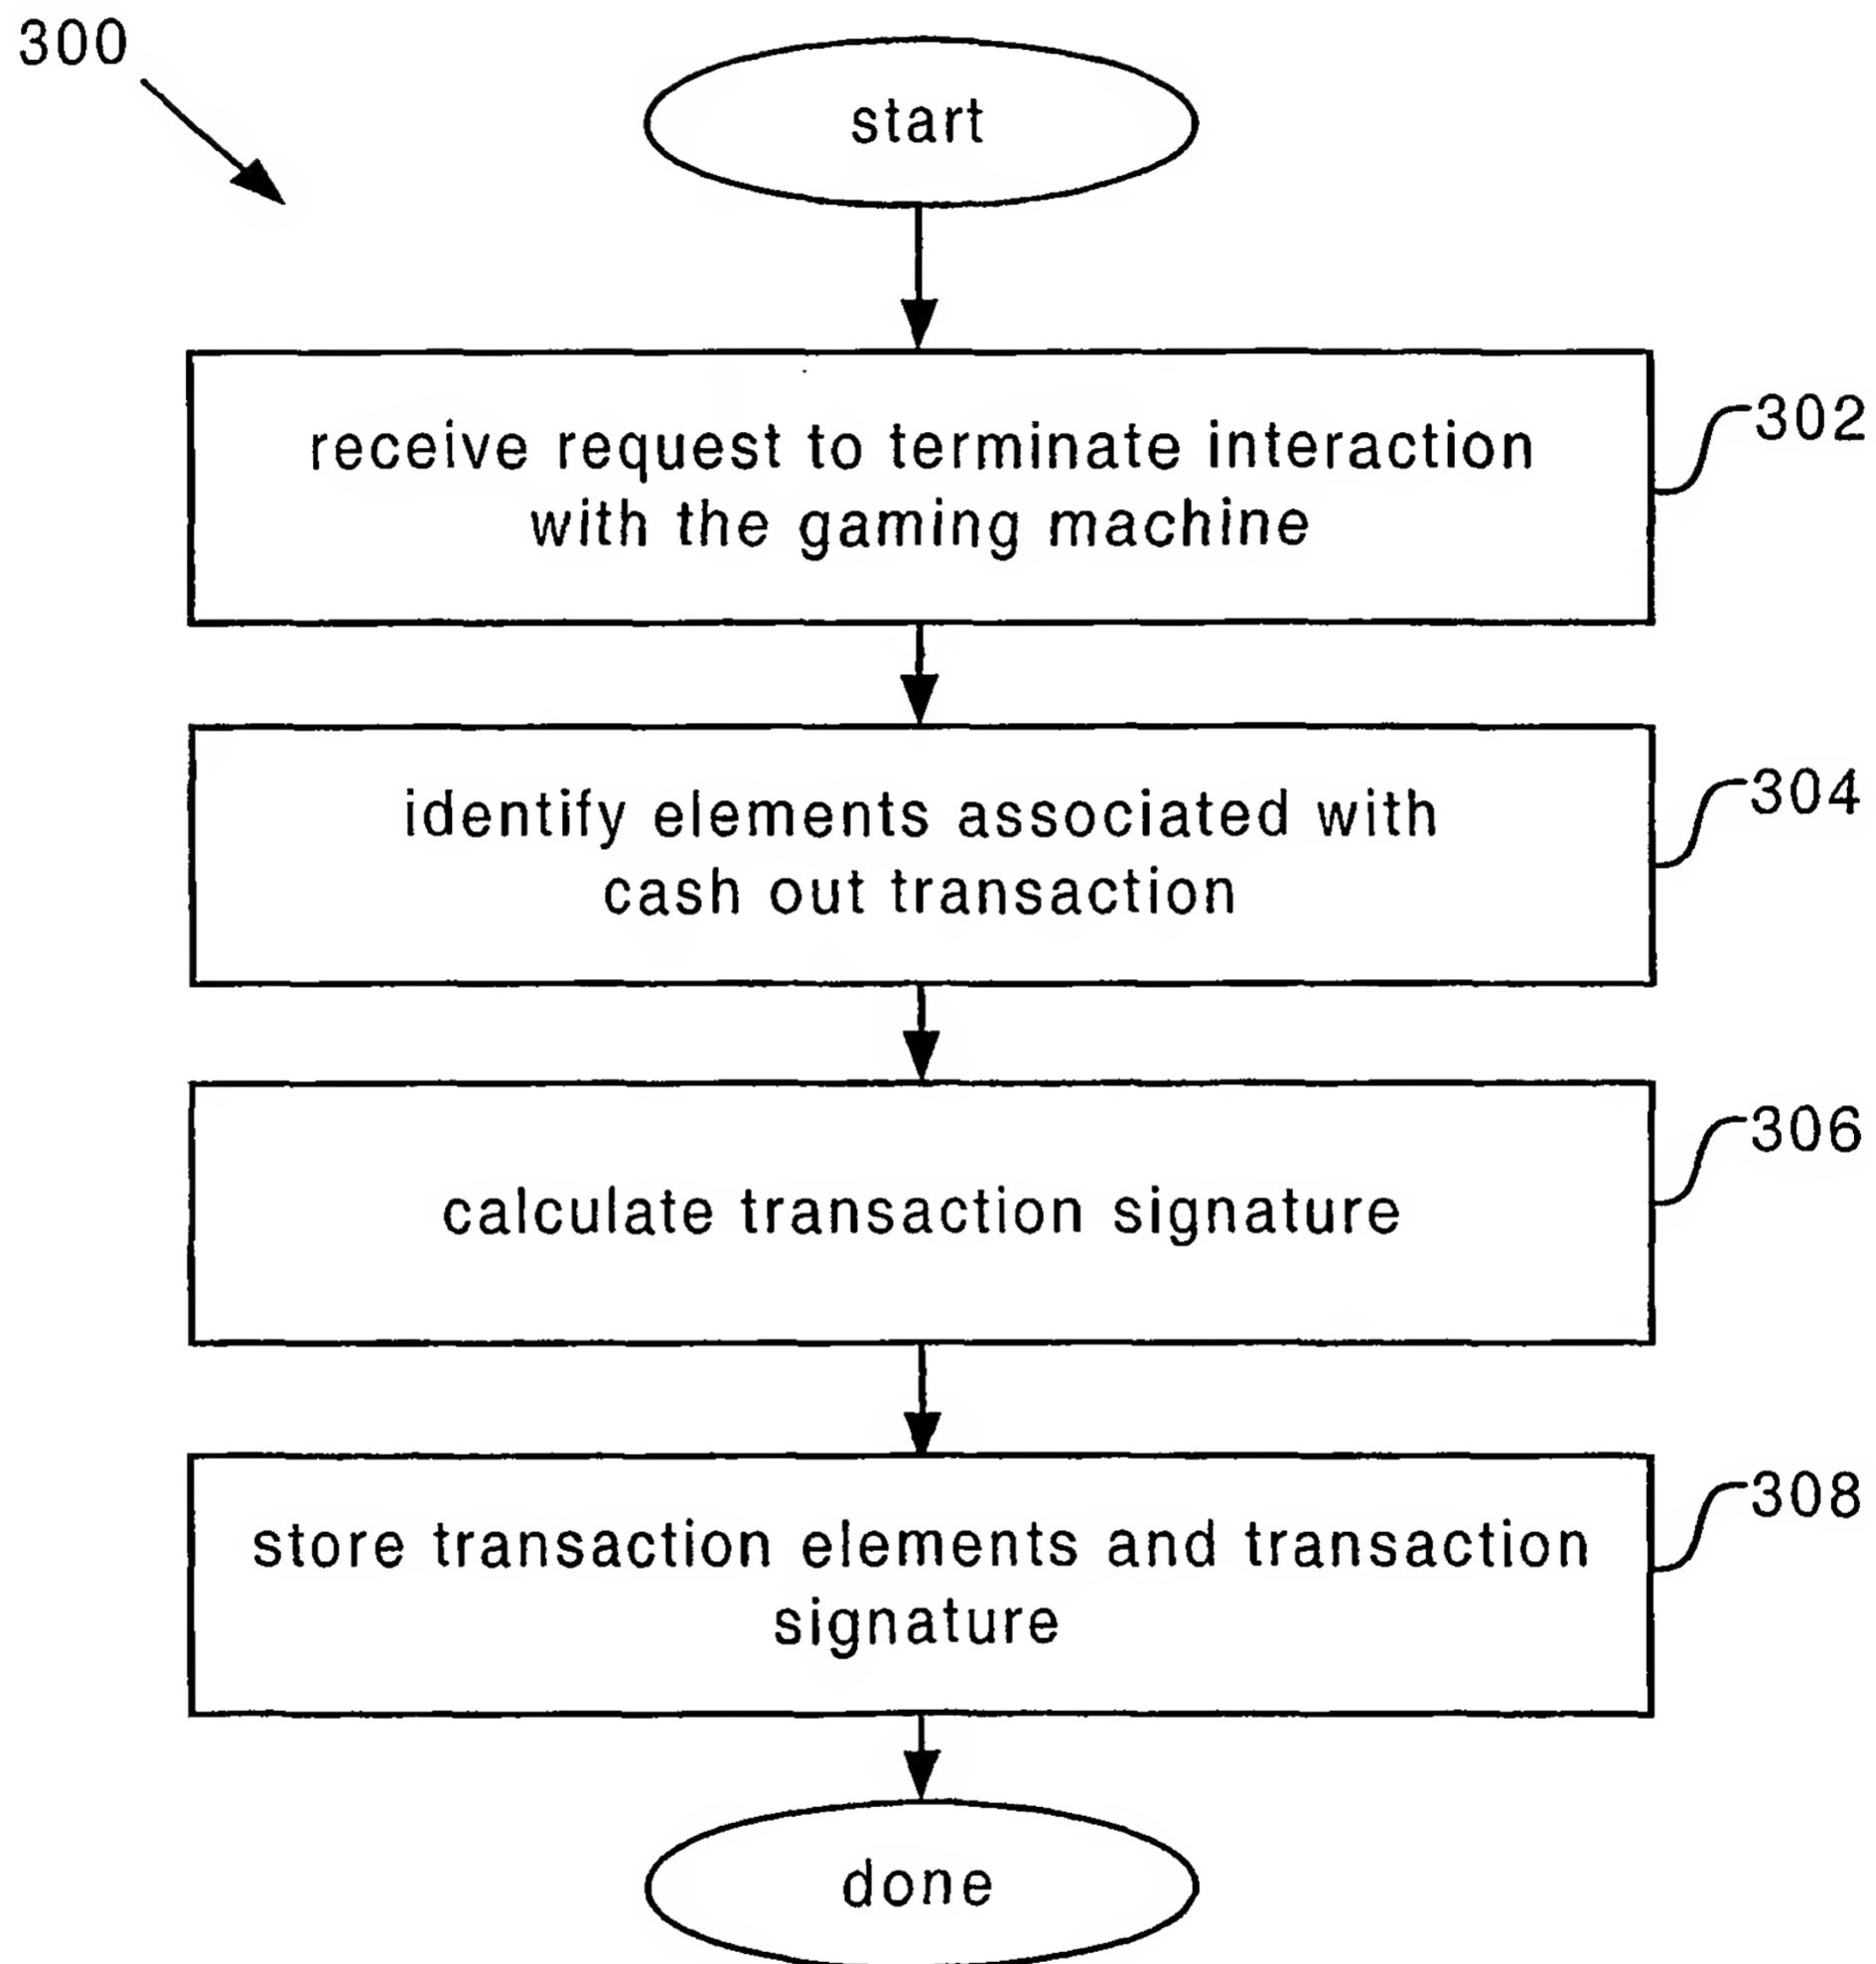 300
start
receive request to terminate interaction
with the gaming machine
302
identify elements associated with
cash out transaction
304
calculate transaction signature
306
store transaction elements and transaction
signature
308
done